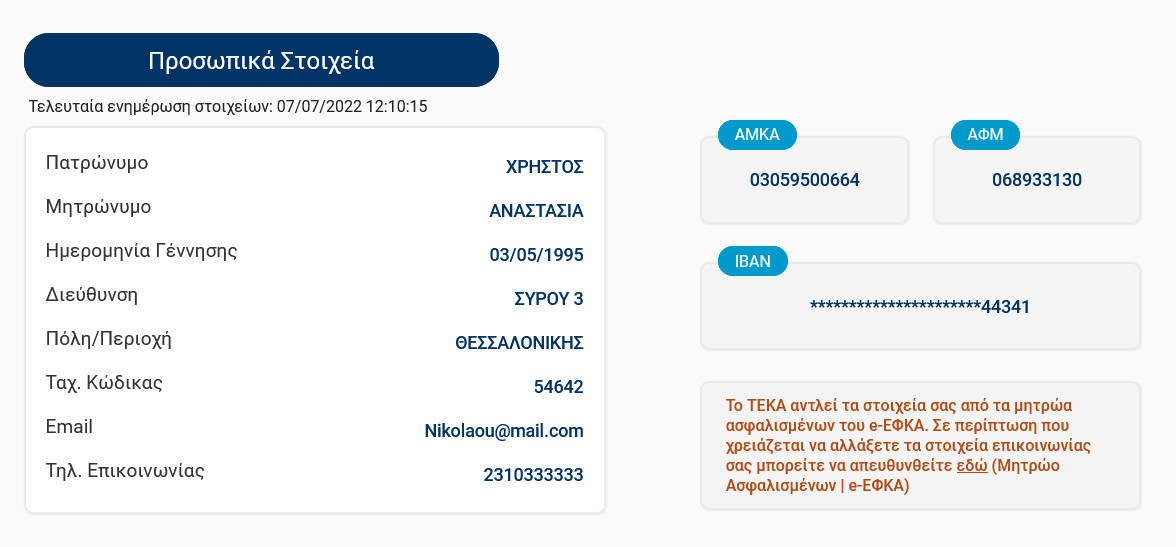 Προσωπικά Στοιχεία
Τελευταία ενημέρωση στοιχείων: 07/07/2022 12:10:15
Πατρώνυμο ΧΡΗΣΤΟΣ
Μητρώνυμο ΑΝΑΣΤΑΣΙΑ
Ημερομηνία Γέννησης 03/05/1995
Διεύθυνση ΣΥΡΟΥ 3
Πόλη/Περιοχή ΘΕΣΣΑΛΟΝΙΚΗΣ
Ταχ. Κώδικας 54642
Email Nikolaou@mail.com
Τηλ. Επικοινωνίας 2310333333
ΑΜΚΑ
03059500664
ΑΦΜ
068933130
IBAN
**********************44341
Το ΤΕΚΑ αντλεί τα στοιχεία σας από τα μητρώα
ασφαλισμένων του e-ΕΦΚΑ. Σε περίπτωση που
χρειάζεται να αλλάξετε τα στοιχεία επικοινωνίας
σας μπορείτε να απευθυνθείτε εδώ (Μητρώο
Ασφαλισμένων | e-ΕΦΚΑ)